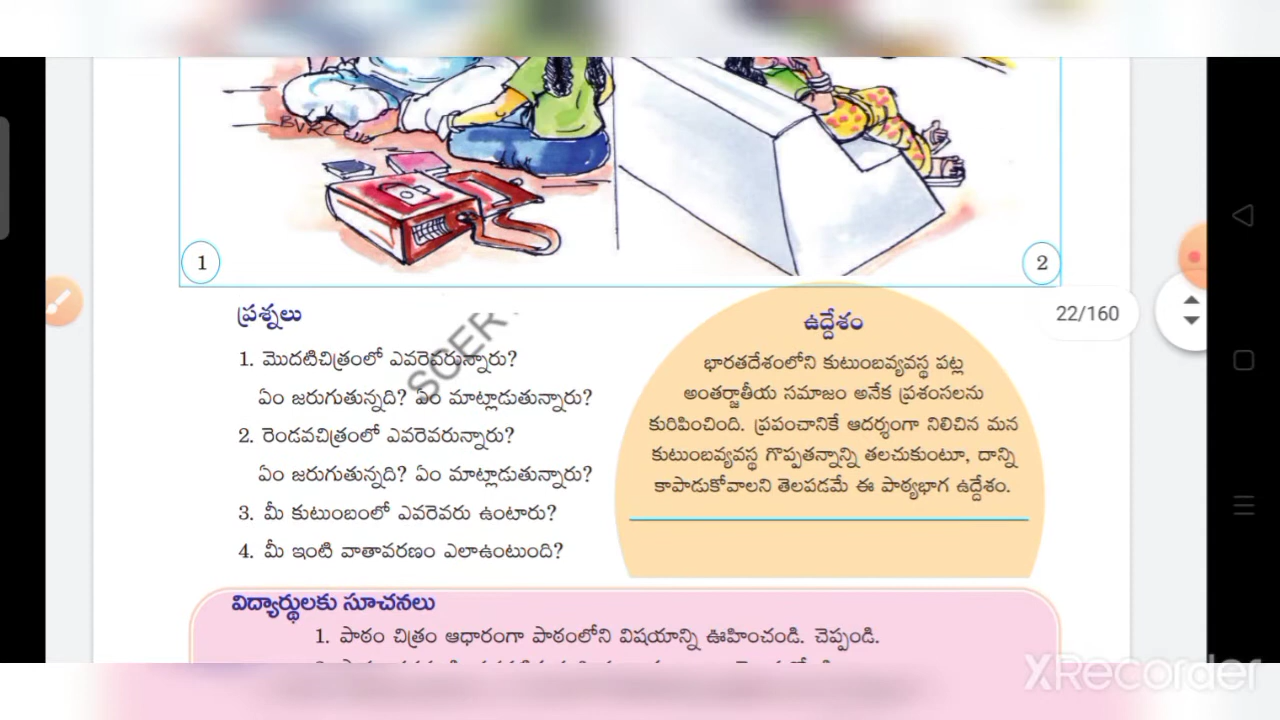 BVRC
1
2
ప్రశ్నలు
1. మొదటిచిత్రంలో ఎవరెవరున్నారు?
ఏం జరుగుతున్నది? ఏం మాట్లాడుతున్నారు?
2. రెండవచిత్రంలో ఎవరెవరున్నారు?
ఏం జరుగుతున్నది? ఏం మాట్లాడుతున్నారు?
3. మీ కుటుంబంలో ఎవరెవరు ఉంటారు?
4. మీ ఇంటి వాతావరణం ఎలాఉంటుంది?
SCER
ఉద్దేశం
భారతదేశంలోని కుటుంబవ్యవస్థ పట్ల
అంతర్జాతీయ సమాజం అనేక ప్రశంసలను
కురిపించింది. ప్రపంచానికే ఆదర్శంగా నిలిచిన మన
కుటుంబవ్యవస్థ గొప్పతన్నాన్ని తలచుకుంటూ, దాన్ని
కాపాడుకోవాలని తెలపడమే ఈ పాఠ్యభాగ ఉద్దేశం.
22/160
విద్యార్థులకు సూచనలు
1. పాఠం చిత్రం ఆధారంగా పాఠంలోని విషయాన్ని ఊహించండి. చెప్పండి.
XRecorder